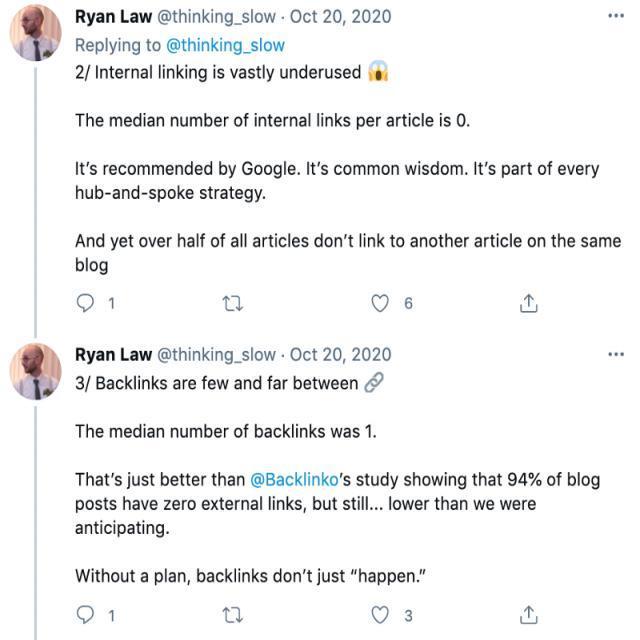 Ryan Law @thinking_slow · Oct 20, 2020
Replying to @thinking_slow
2/ Internal linking is vastly underused 😱
The median number of internal links per article is 0.
It’s recommended by Google. It’s common wisdom. It’s part of every
hub-and-spoke strategy.
And yet over half of all articles don’t link to another article on the same
blog
1 6
Ryan Law @thinking_slow · Oct 20, 2020
3/ Backlinks are few and far between 🔗
The median number of backlinks was 1.
That’s just better than @Backlinko’s study showing that 94% of blog
posts have zero external links, but still... lower than we were
anticipating.
Without a plan, backlinks don’t just “happen.”
1 3